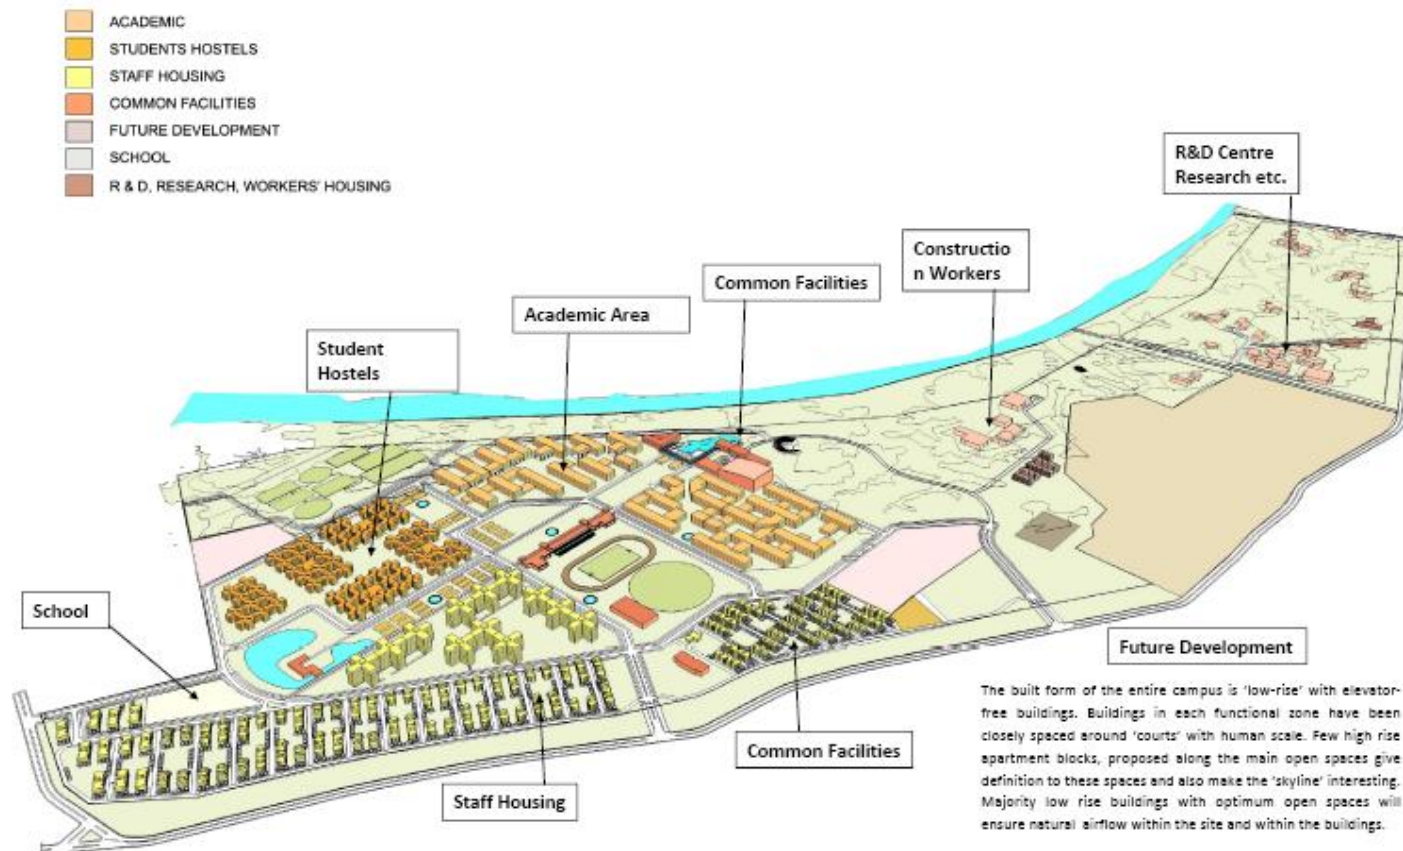 ACADEMIC
STUDENTS HOSTELS
STAFF HOUSING
COMMON FACILITIES
FUTURE DEVELOPMENT
SCHOOL
R & D, RESEARCH, WORKERS' HOUSING
R&D Centre
Research etc.
Constructio
n Workers
Common Facilities
Academic Area
Student
Hostels
School
Future Development
Common Facilities
Staff Housing
The built form of the entire campus is 'low-rise' with elevator-
free buildings. Buildings in each functional zone have been
closely spaced around 'courts' with human scale. Few high rise
apartment blocks, proposed along the main open spaces give
definition to these spaces and also make the 'skyline' interesting.
Majority low rise buildings with optimum open spaces will
ensure natural airflow within the site and within the buildings.